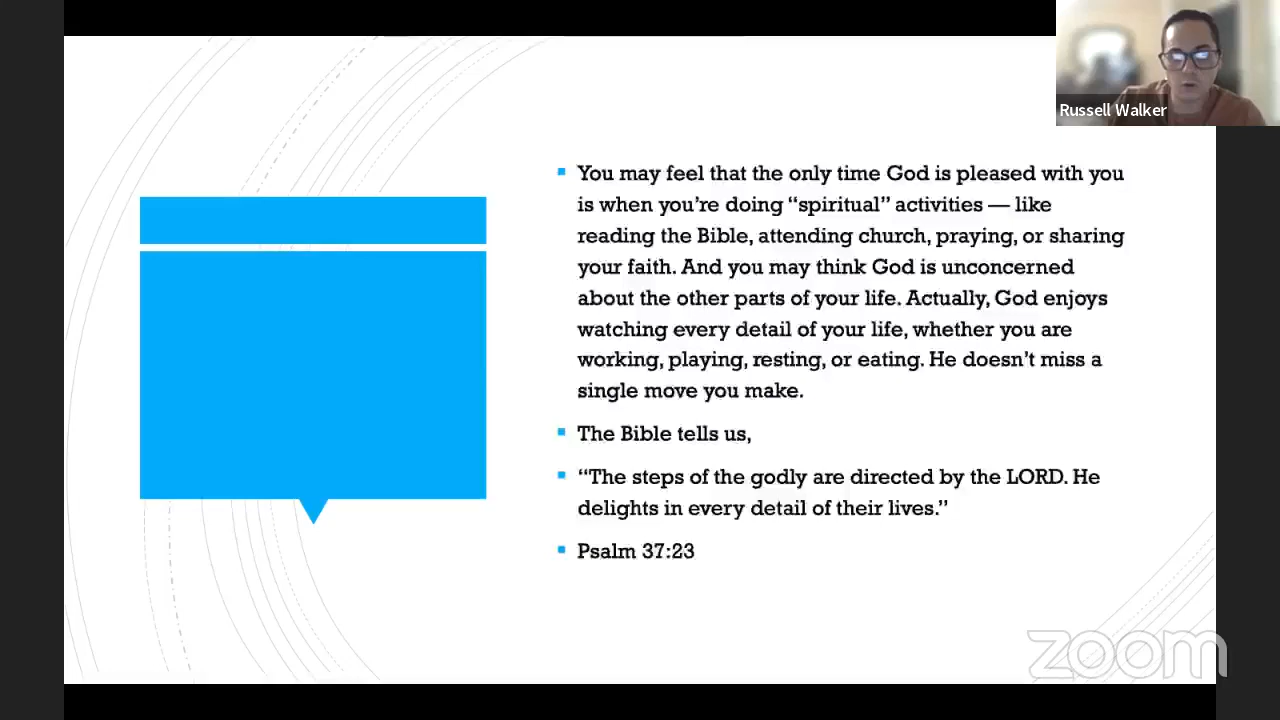 Russell Walker
You may feel that the only time God is pleased with you
is when you’re doing “spiritual” activities — like
reading the Bible, attending church, praying, or sharing
your faith. And you may think God is unconcerned
about the other parts of your life. Actually, God enjoys
watching every detail of your life, whether you are
working, playing, resting, or eating. He doesn’t miss a
single move you make.
The Bible tells us,
“The steps of the godly are directed by the LORD. He
delights in every detail of their lives.”
Psalm 37:23
zoom